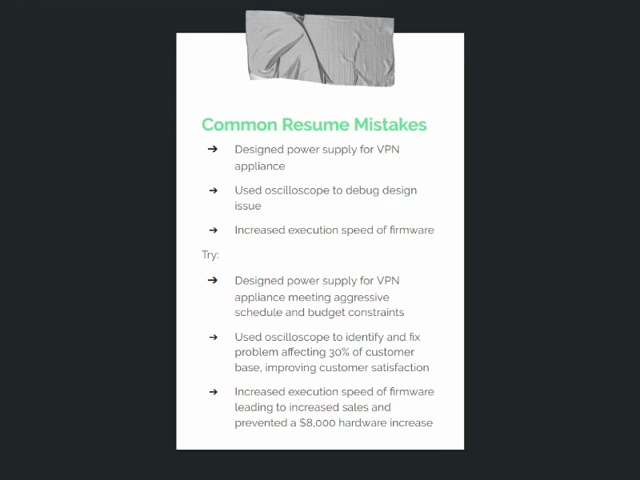 Common Resume Mistakes
➔ Designed power supply for VPN
appliance
➔ Used oscilloscope to debug design
issue
➔ Increased execution speed of firmware
Try:
➔ Designed power supply for VPN
appliance meeting aggressive
schedule and budget constraints
➔ Used oscilloscope to identify and fix
problem affecting 30% of customer
base, improving customer satisfaction
➔ Increased execution speed of firmware
leading to increased sales and
prevented a $8,000 hardware increase